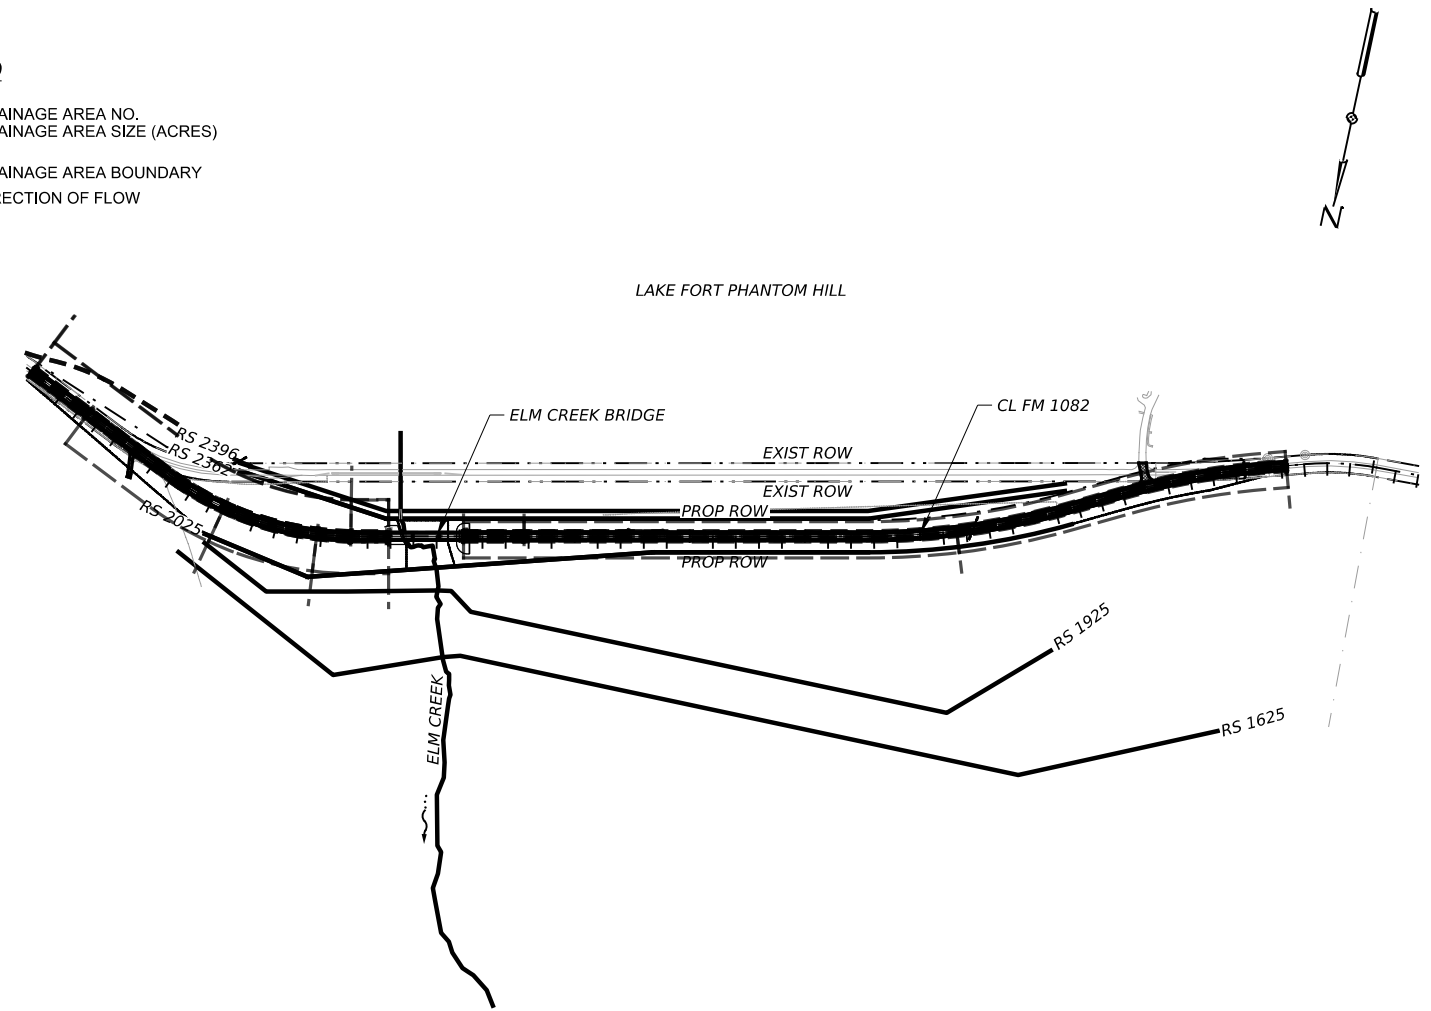 AINAGE AREA NO.
AINAGE AREA SIZE (ACRES)
AINAGE AREA BOUNDARY
RECTION OF FLOW
N
LAKE FORT PHANTOM HILL
ELM CREEK BRIDGE
CL FM 1082
RS 2396
RS 2362
EXIST ROW
EXIST ROW
RS 2025
PROP ROW
PROP ROW
RS 1925
ELM CREEK
RS 1625